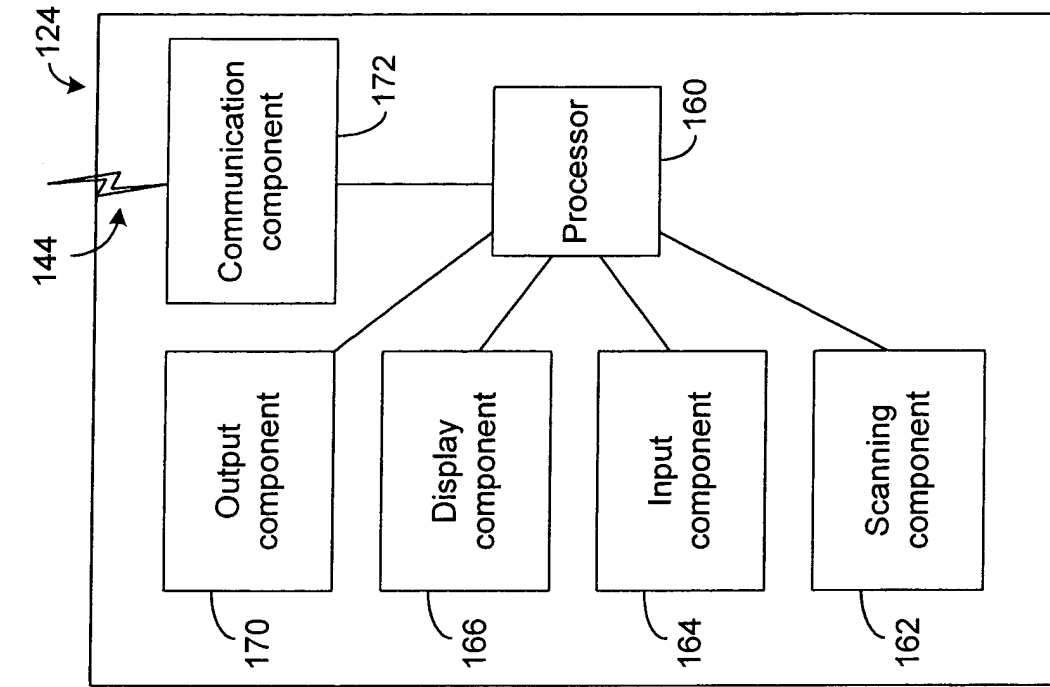 144
124
170
Output
component
Communication
component
172
166
Display
component
Processor
160
164
Input
component
162
Scanning
component